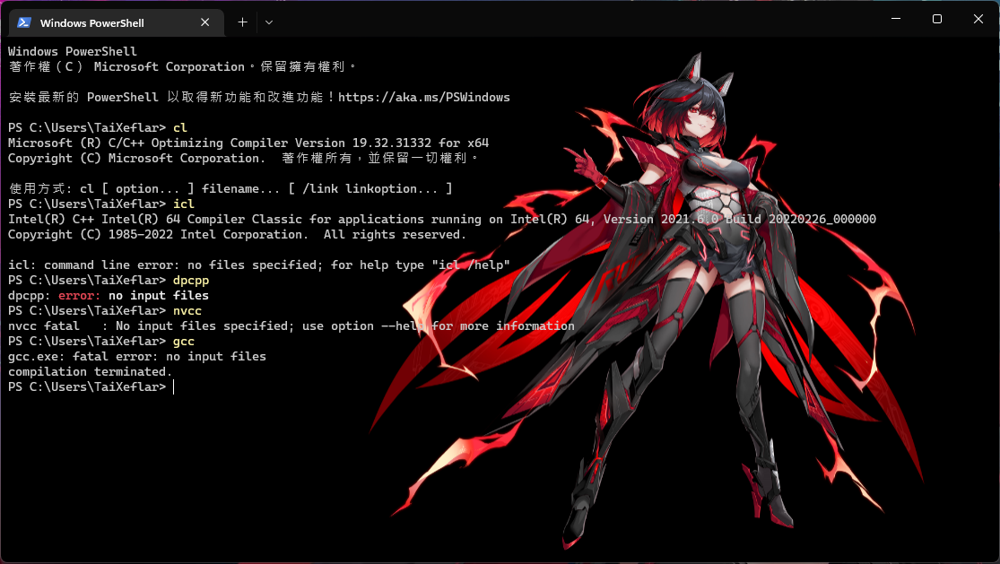 Windows PowerShell
Windows PowerShell
著作權（C） Microsoft Corporation。保留擁有權利。
安裝最新的 PowerShell 以取得新功能和改進功能！https://aka.ms/PSWindows
PS C:\Users\TaiXeflar> cl
Microsoft (R) C/C++ Optimizing Compiler Version 19.32.31332 for x64
Copyright (C) Microsoft Corporation.  著作權所有，並保留一切權利。
使用方式: cl [ option... ] filename... [ /link linkoption... ]
PS C:\Users\TaiXeflar> icl
Intel(R) C++ Intel(R) 64 Compiler Classic for applications running on Intel(R) 64, Version 2021.6.0 Build 20220226_000000
Copyright (C) 1985-2022 Intel Corporation.  All rights reserved.
icl: command line error: no files specified; for help type "icl /help"
PS C:\Users\TaiXeflar> dpcpp
dpcpp: error: no input files
PS C:\Users\TaiXeflar> nvcc
nvcc fatal   : No input files specified; use option --help for more information
PS C:\Users\TaiXeflar> gcc
gcc.exe: fatal error: no input files
compilation terminated.
PS C:\Users\TaiXeflar>